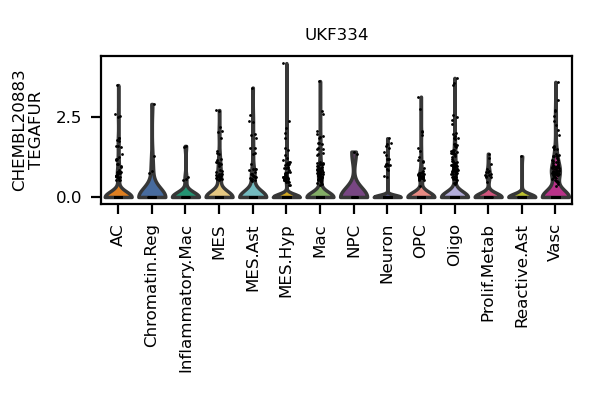 UKF334
CHEMBL20883
TEGAFUR
2.5
0.0
AC
Chromatin.Reg
Inflammatory.Mac
MES
MES.Ast
MES.Hyp
Mac
NPC
Neuron
OPC
Oligo
Prolif.Metab
Reactive.Ast
Vasc